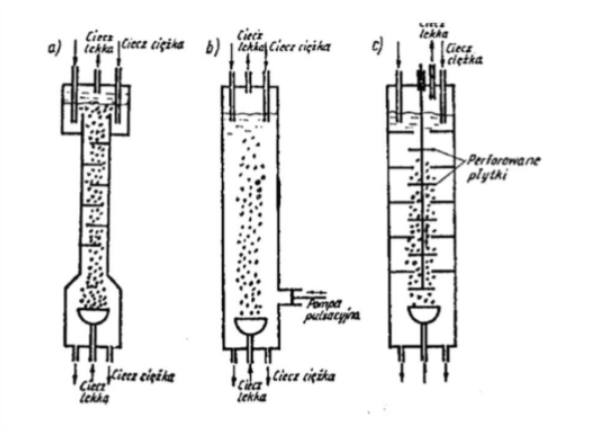 a)
Ciecz
lekka
Ciecz ciężka
b)
Ciecz
lekka
Ciecz ciężka
c)
Ciecz
lekka
Ciecz
ciężka
Perforowane
płytki
Pompa
pulsacyjna
Ciecz ciężka
Ciecz
lekką
Ciecz ciężka
Ciecz
lekka